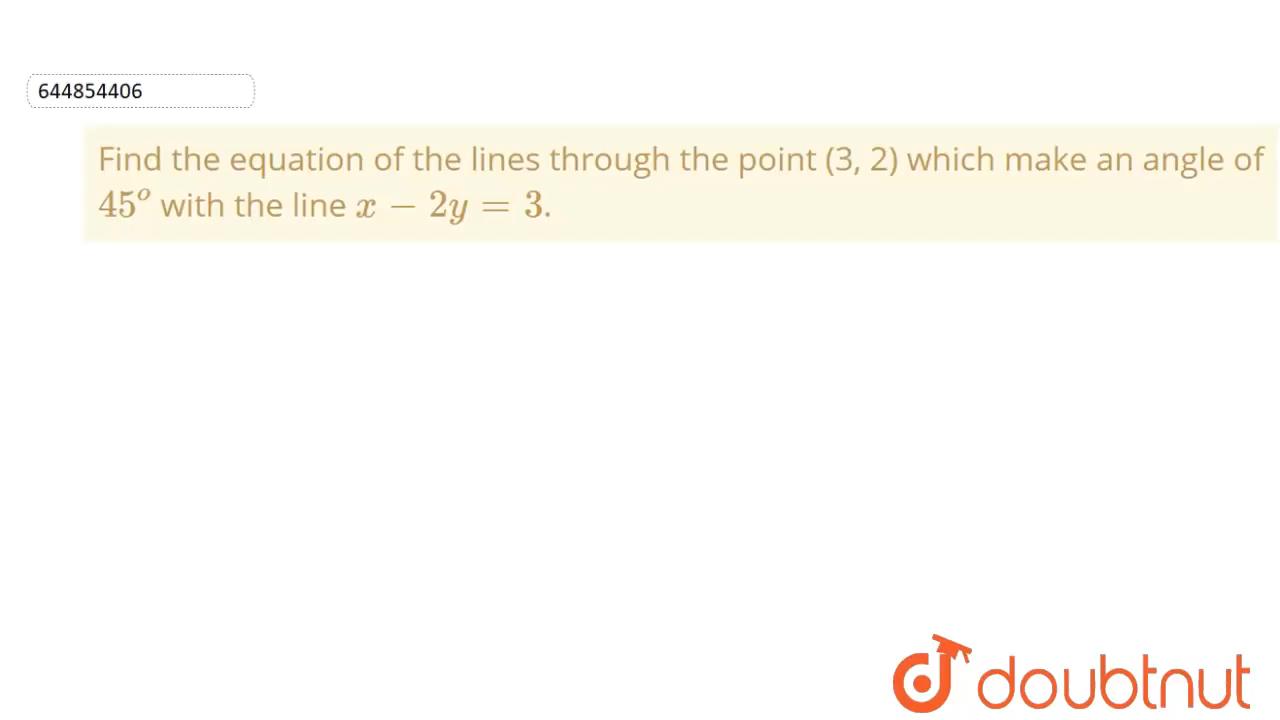 644854406
Find the equation of the lines through the point (3, 2) which make an angle of
45° with the line x − 2y = 3.
doubtnut